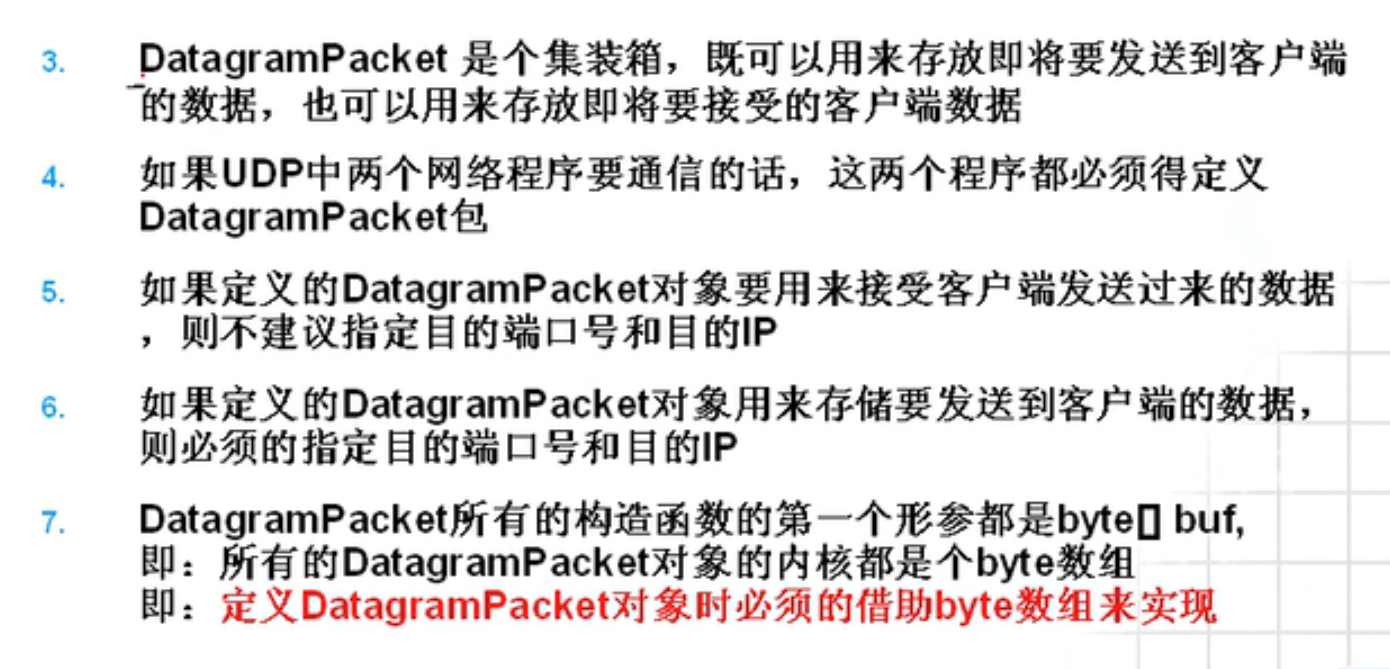 3. DatagramPacket 是个集装箱，既可以用来存放即将要发送到客户端
的数据，也可以用来存放即将要接受的客户端数据
4. 如果UDP中两个网络程序要通信的话，这两个程序都必须得定义
DatagramPacket包
5. 如果定义的DatagramPacket对象要用来接受客户端发送过来的数据
，则不建议指定目的端口号和目的IP
6. 如果定义的DatagramPacket对象用来存储要发送到客户端的数据，
则必须的指定目的端口号和目的IP
7. DatagramPacket所有的构造函数的第一个形参都是byte[] buf,
即：所有的DatagramPacket对象的内核都是个byte数组
即：定义DatagramPacket对象时必须的借助byte数组来实现